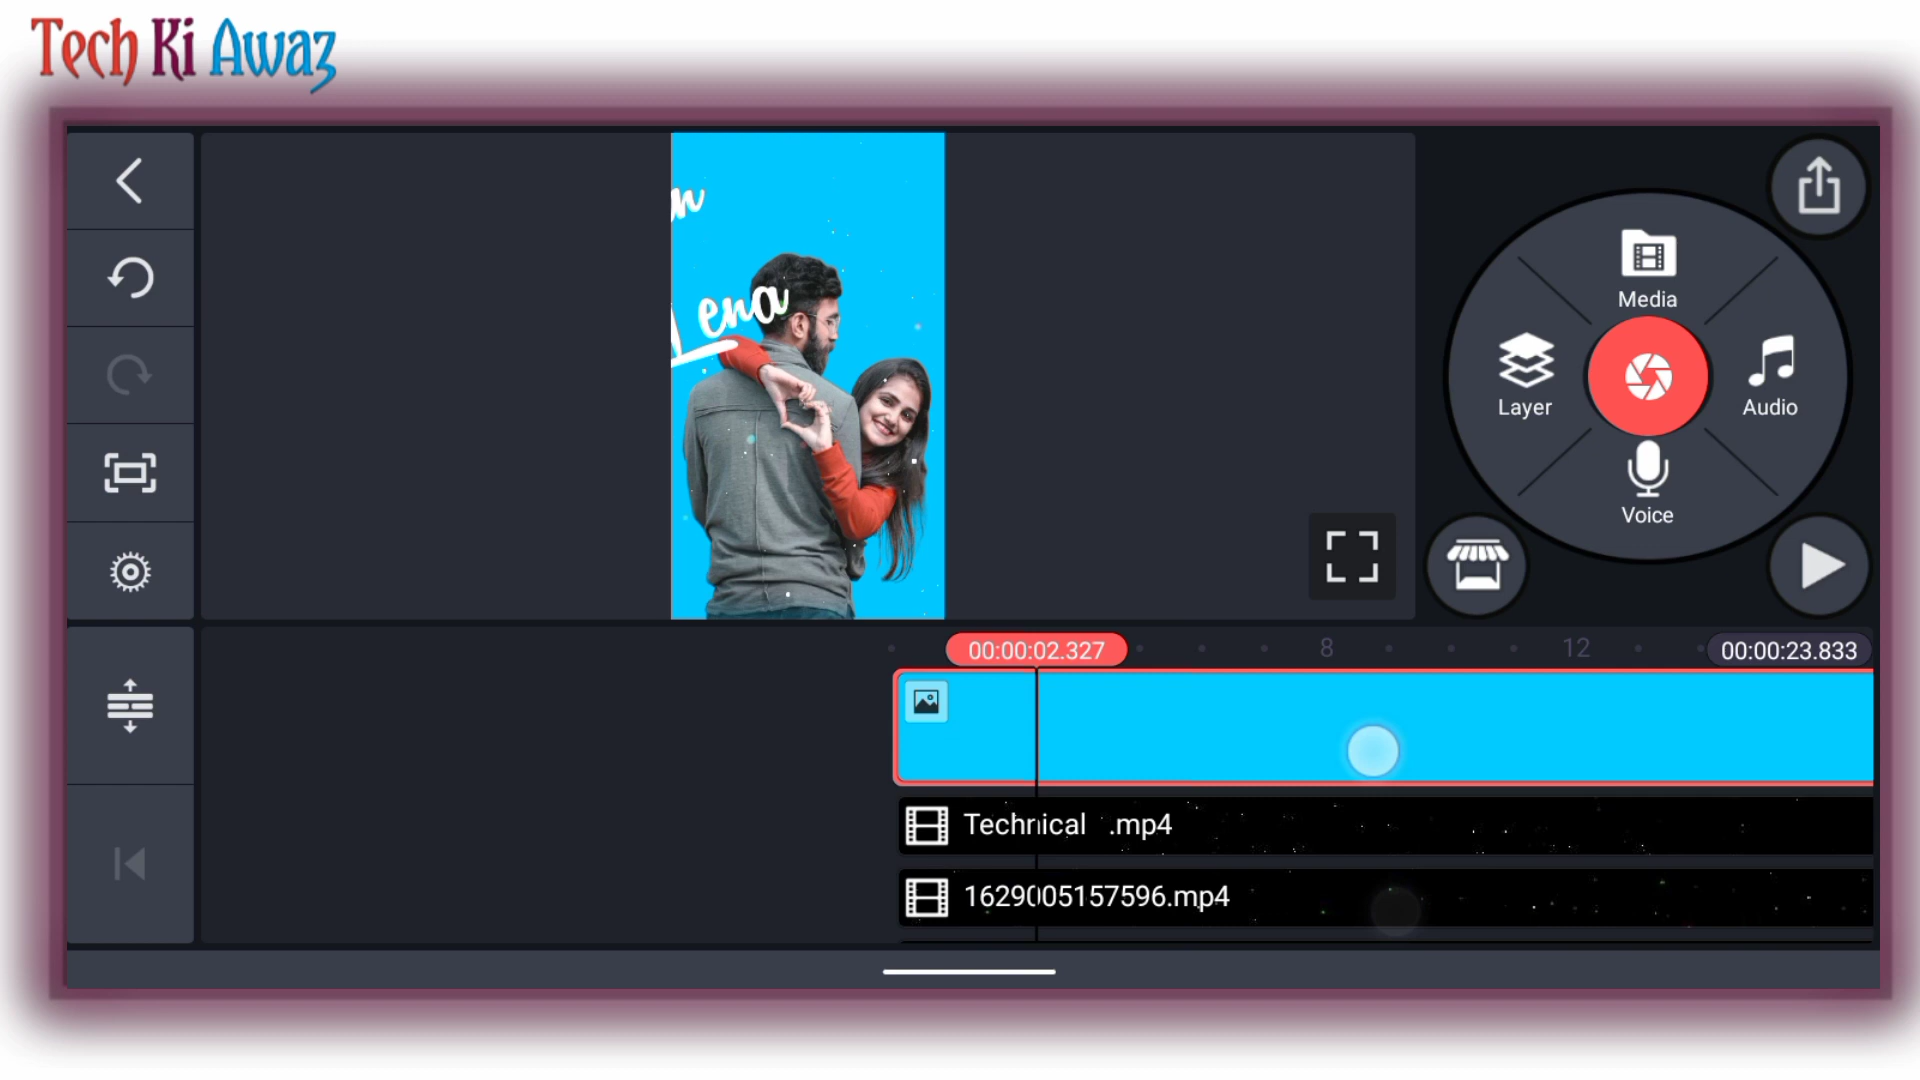 Tech Ki Awaz
Media
Layer
Audio
Voice
Lena
00:00:02.327
8
12
00:00:23.833
Technical .mp4
1629005157596.mp4